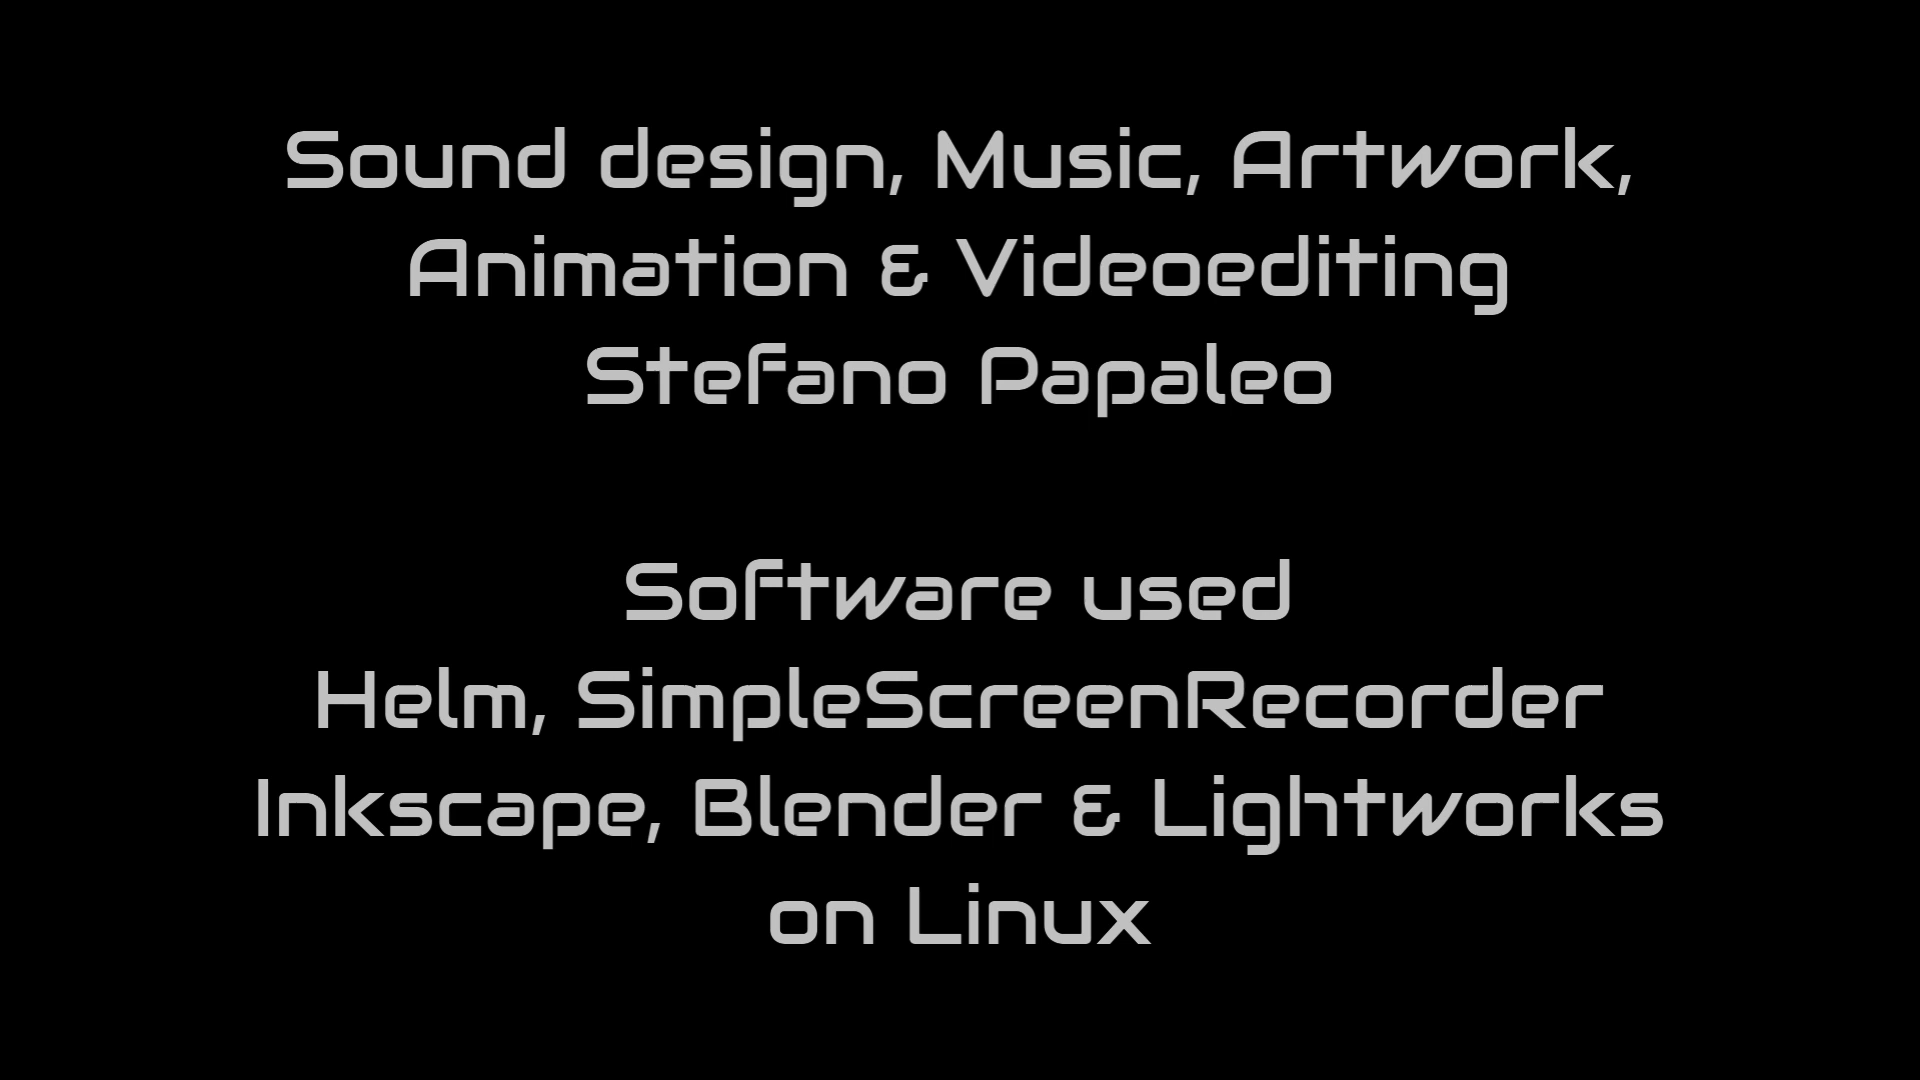 Sound design, Music, Artwork,
Animation & Videoediting
Stefano Papaleo
Software used
Helm, SimpleScreenRecorder
Inkscape, Blender & Lightworks
on Linux